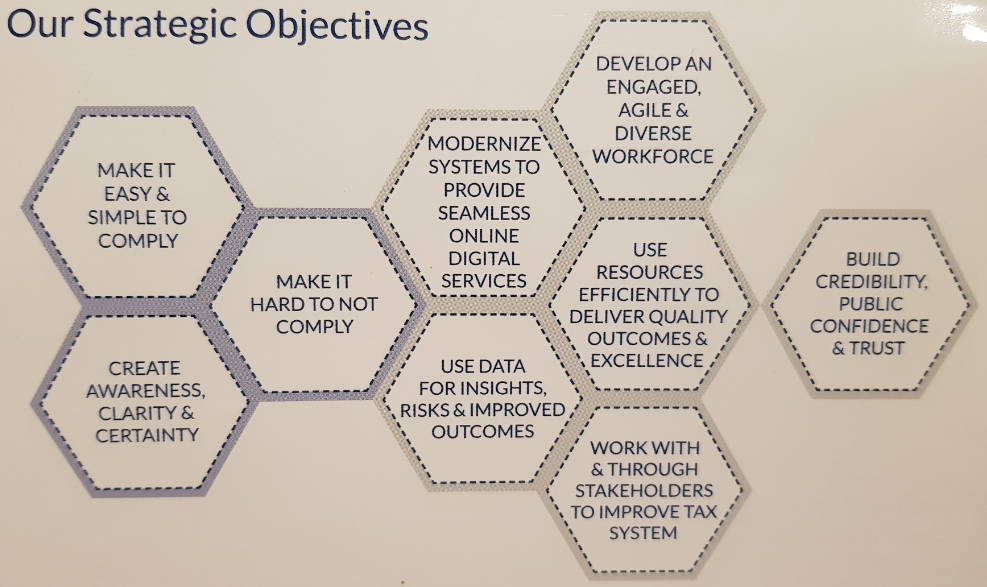 Our Strategic Objectives
MAKE IT
EASY &
SIMPLE TO
COMPLY
CREATE
AWARENESS,
CLARITY &
CERTAINTY
MAKE IT
HARD TO NOT
COMPLY
MODERNIZE
SYSTEMS TO
PROVIDE
SEAMLESS
ONLINE
DIGITAL
SERVICES
USE DATA
FOR INSIGHTS,
RISKS & IMPROVED
OUTCOMES
DEVELOP AN
ENGAGED,
AGILE &
DIVERSE
WORKFORCE
USE
RESOURCES
EFFICIENTLY TO
DELIVER QUALITY
OUTCOMES &
EXCELLENCE
WORK WITH
& THROUGH
STAKEHOLDERS
TO IMPROVE TAX
SYSTEM
BUILD
CREDIBILITY,
PUBLIC
CONFIDENCE
& TRUST